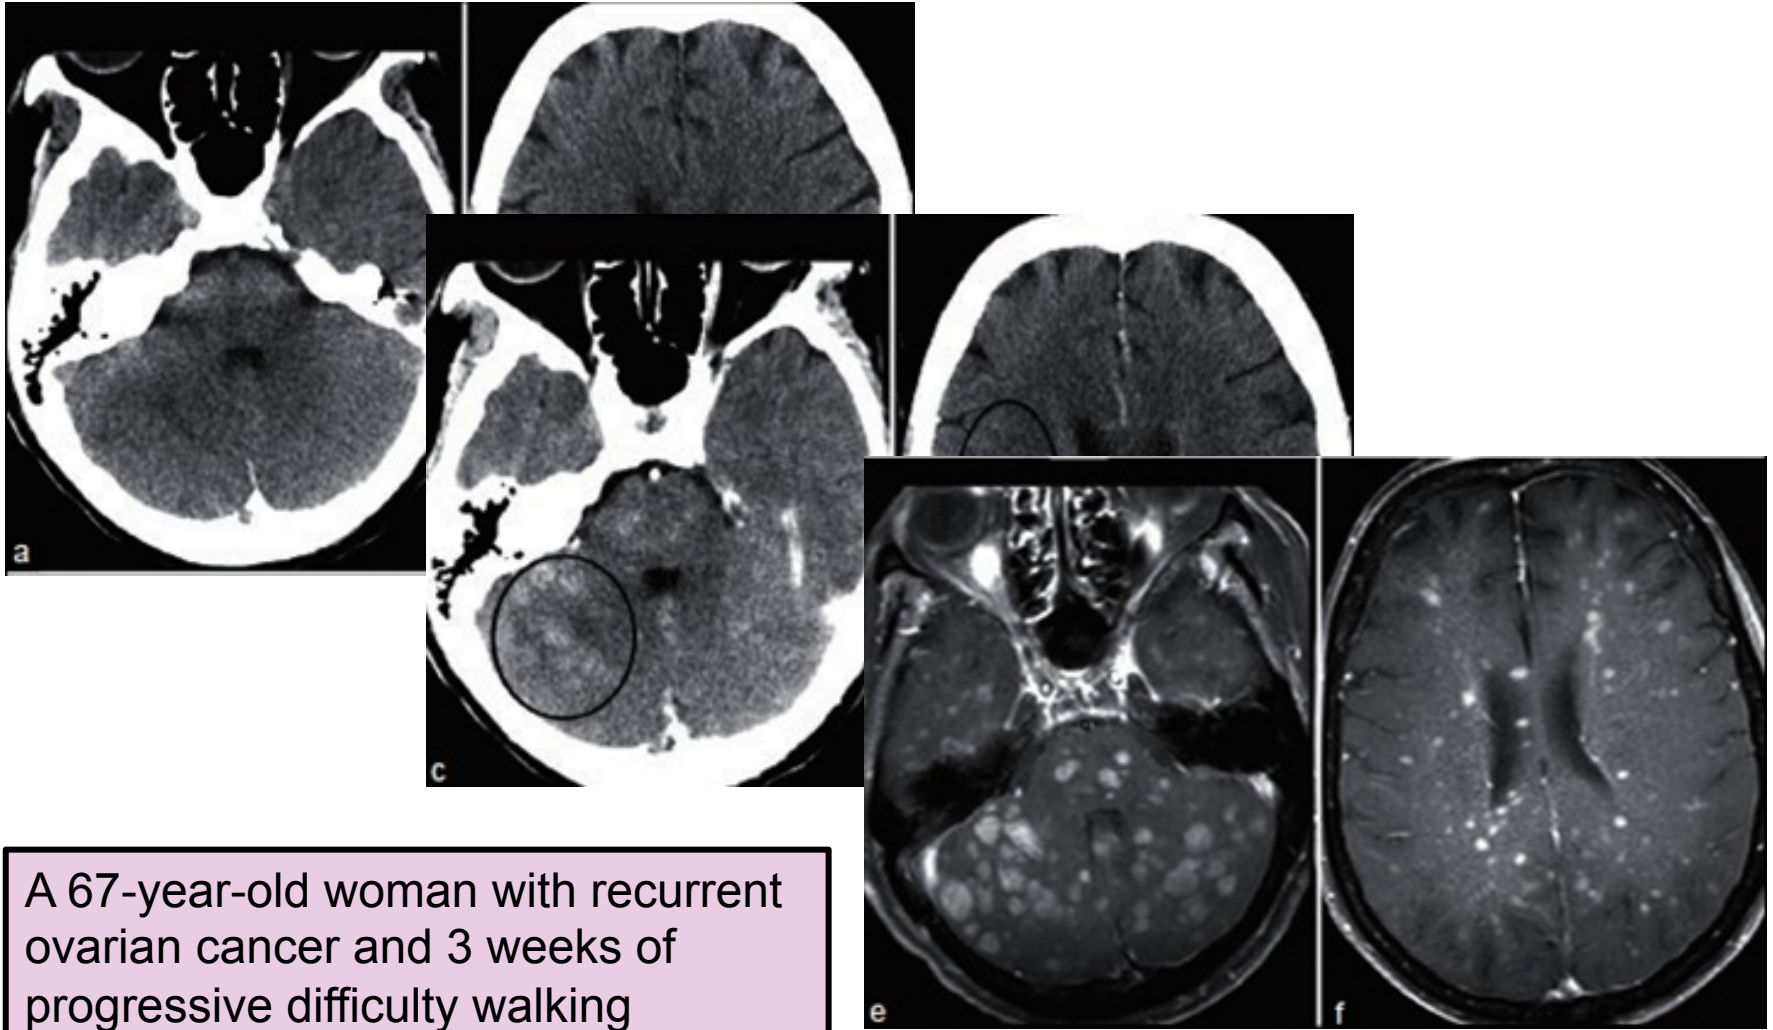 a
c
e
f
A 67-year-old woman with recurrent
ovarian cancer and 3 weeks of
progressive difficulty walking